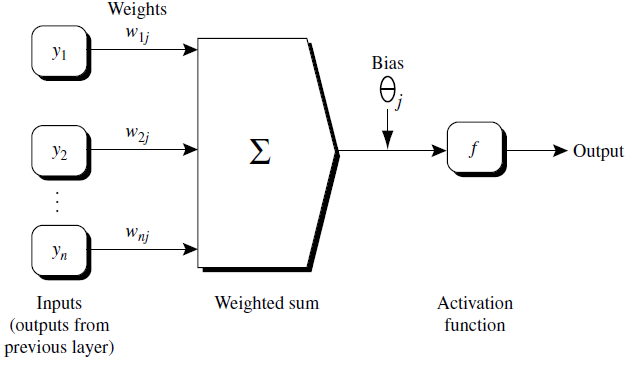 Weights
w1j
y1
Bias
θj
w2j
y2
Σ
f
Output
⋮
wnj
yn
Inputs
(outputs from
previous layer)
Weighted sum
Activation
function